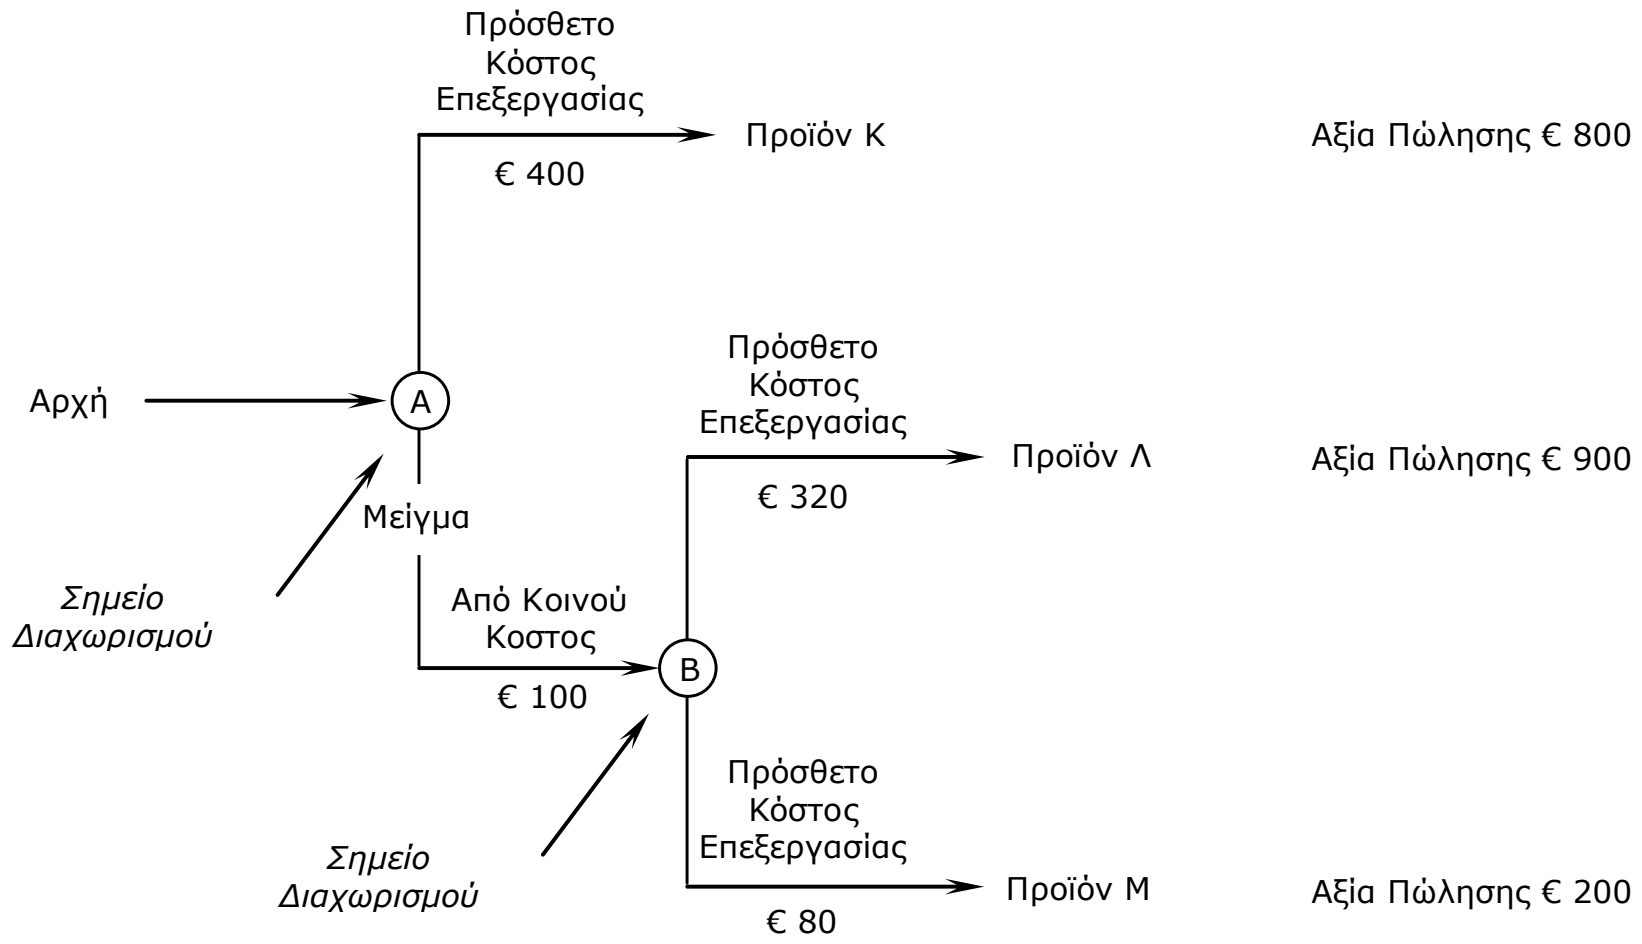 Πρόσθετο
Κόστος
Επεξεργασίας
Προϊόν Κ
Αξία Πώλησης € 800
€ 400
Πρόσθετο
Κόστος
Επεξεργασίας
Αρχή
Α
Προϊόν Λ
Αξία Πώλησης € 900
€ 320
Μείγμα
Σημείο
Διαχωρισμού
Από Κοινού
Κοστος
Β
€ 100
Πρόσθετο
Κόστος
Επεξεργασίας
Σημείο
Διαχωρισμού
Προϊόν Μ
Αξία Πώλησης € 200
€ 80